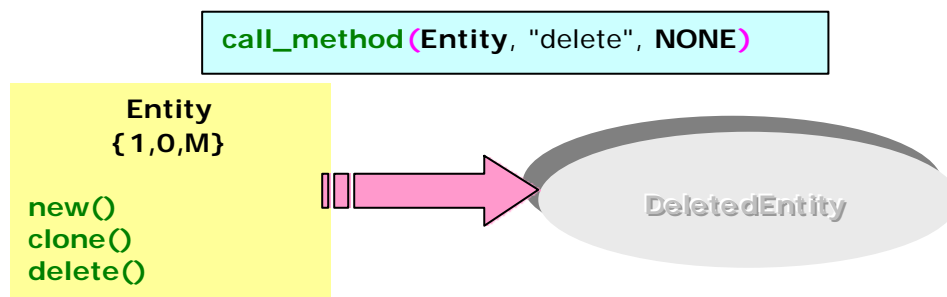 call_method(Entity, "delete", NONE)
Entity
{1,0,M}
new()
clone()
delete()
DeletedEntity